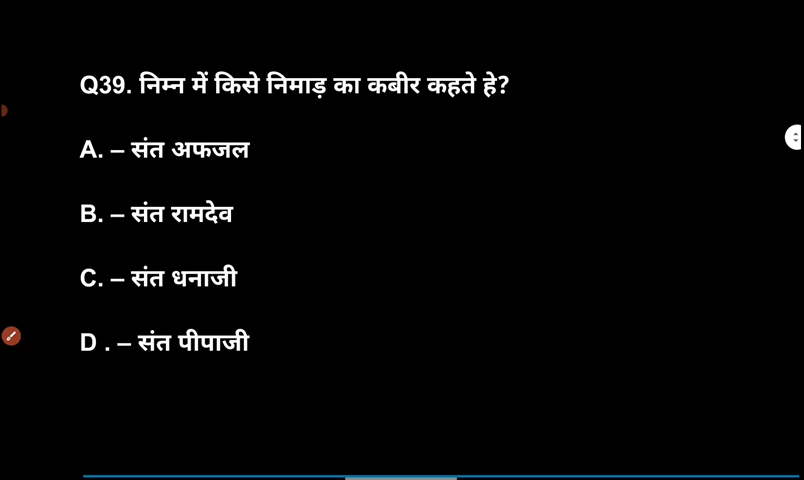 Q39. निम्न में किसे निमाड़ का कबीर कहते हे?
A. – संत अफजल
B. – संत रामदेव
C. – संत धनाजी
D . – संत पीपाजी